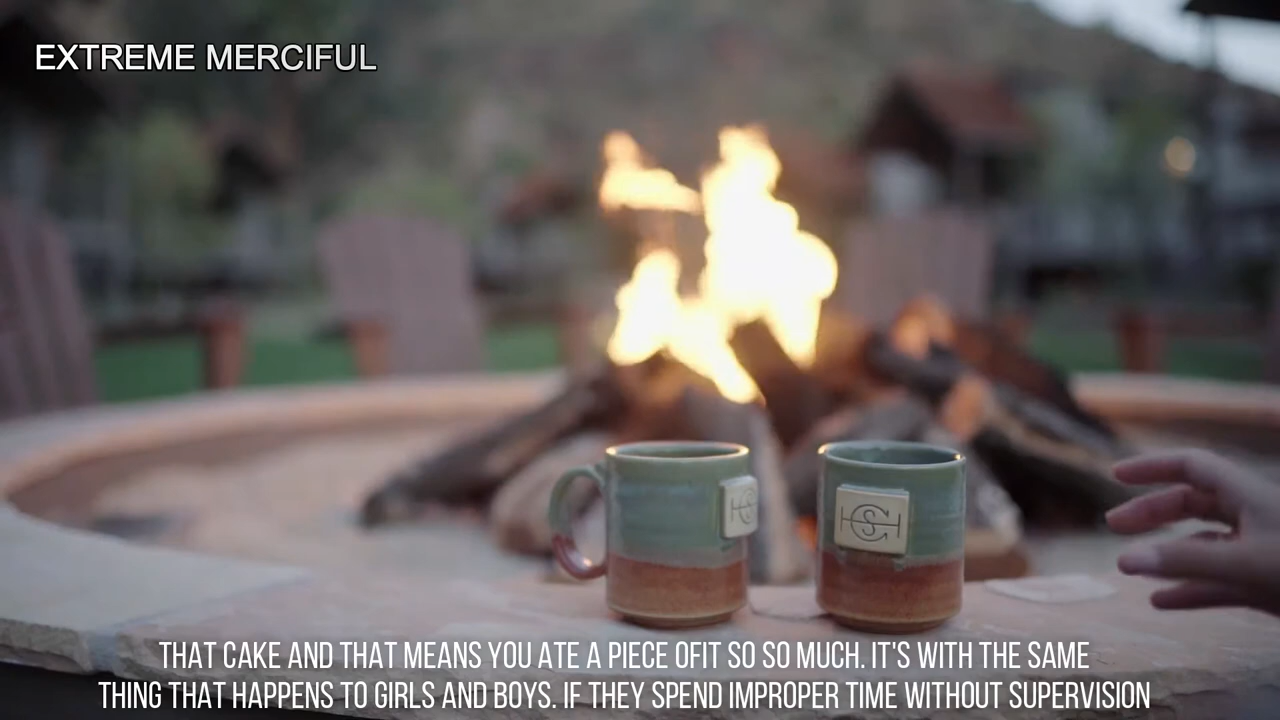 EXTREME MERCIFUL
THAT CAKE AND THAT MEANS YOU ATE A PIECE OFIT SO SO MUCH. IT'S WITH THE SAME
THING THAT HAPPENS TO GIRLS AND BOYS. IF THEY SPEND IMPROPER TIME WITHOUT SUPERVISION